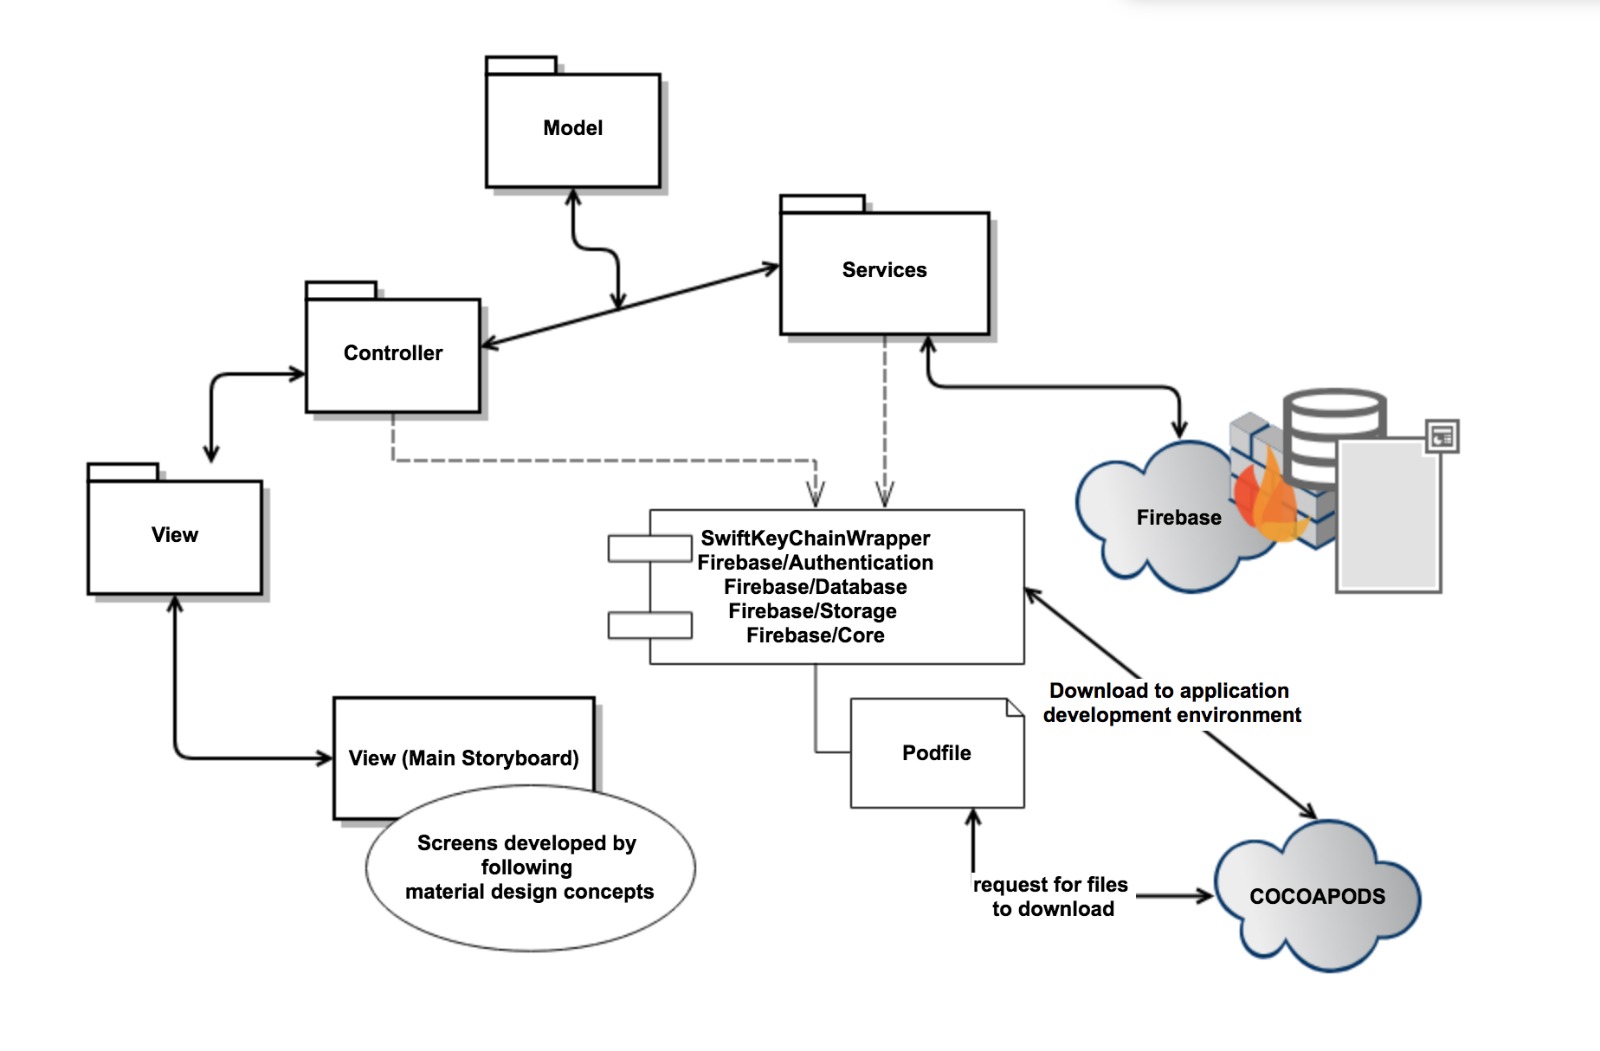 Model
Services
Controller
View
SwiftKeyChainWrapper
Firebase/Authentication
Firebase/Database
Firebase/Storage
Firebase/Core
Firebase
Download to application
development environment
View (Main Storyboard)
Podfile
Screens developed by
following
material design concepts
request for files
to download
COCOAPODS